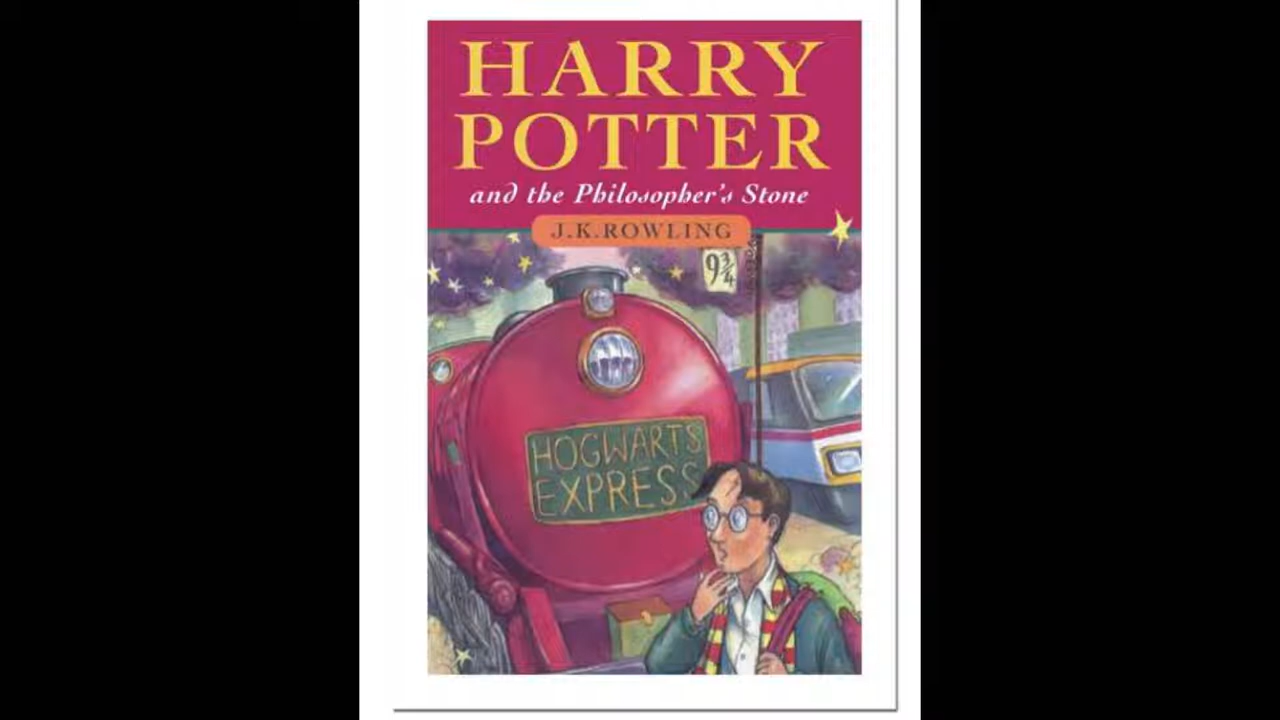 HARRY
POTTER
and the Philosopher's Stone
J.K.ROWLING
9¾
HOGWARTS
EXPRESS